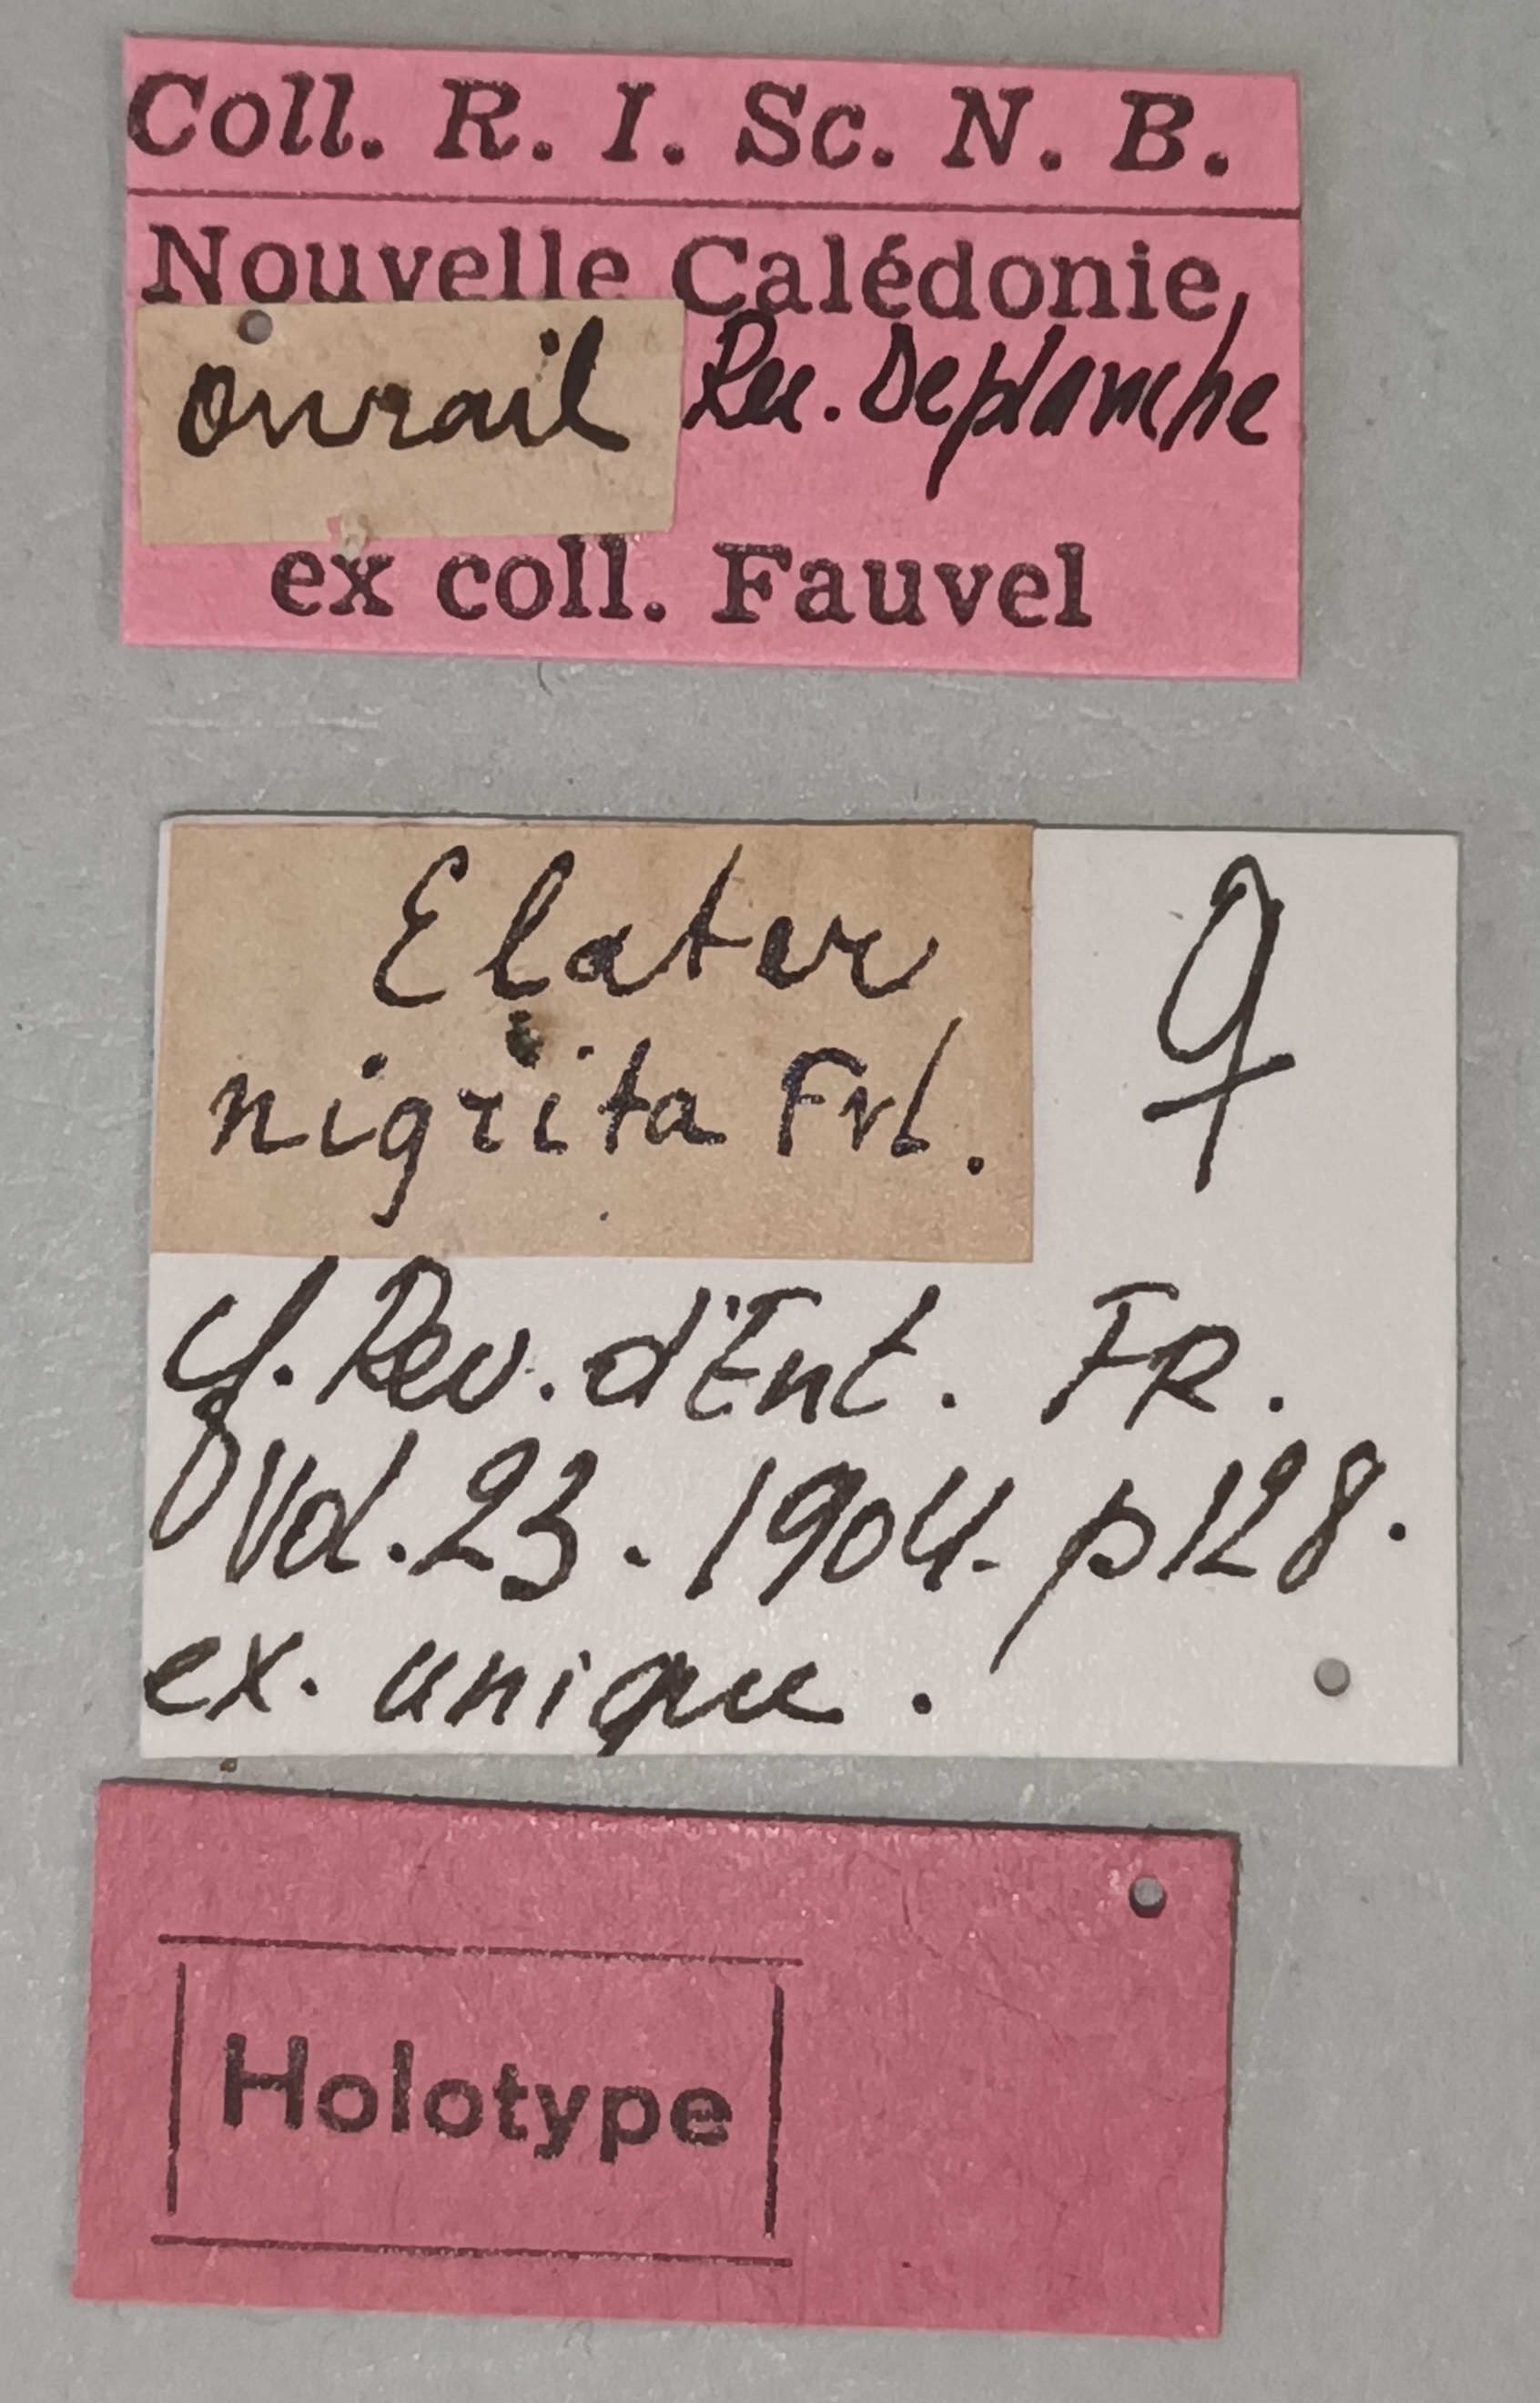 Coll. R. I. Sc. N. B.
Nouvelle Calédonie
Ourail Rec. Deplanche
ex coll. Fauvel
Elater
nigrita Fvl.
♀
cf. Rev. d'Ent. FR.
Vol. 23. 1904. p128.
ex. unique.
Holotype